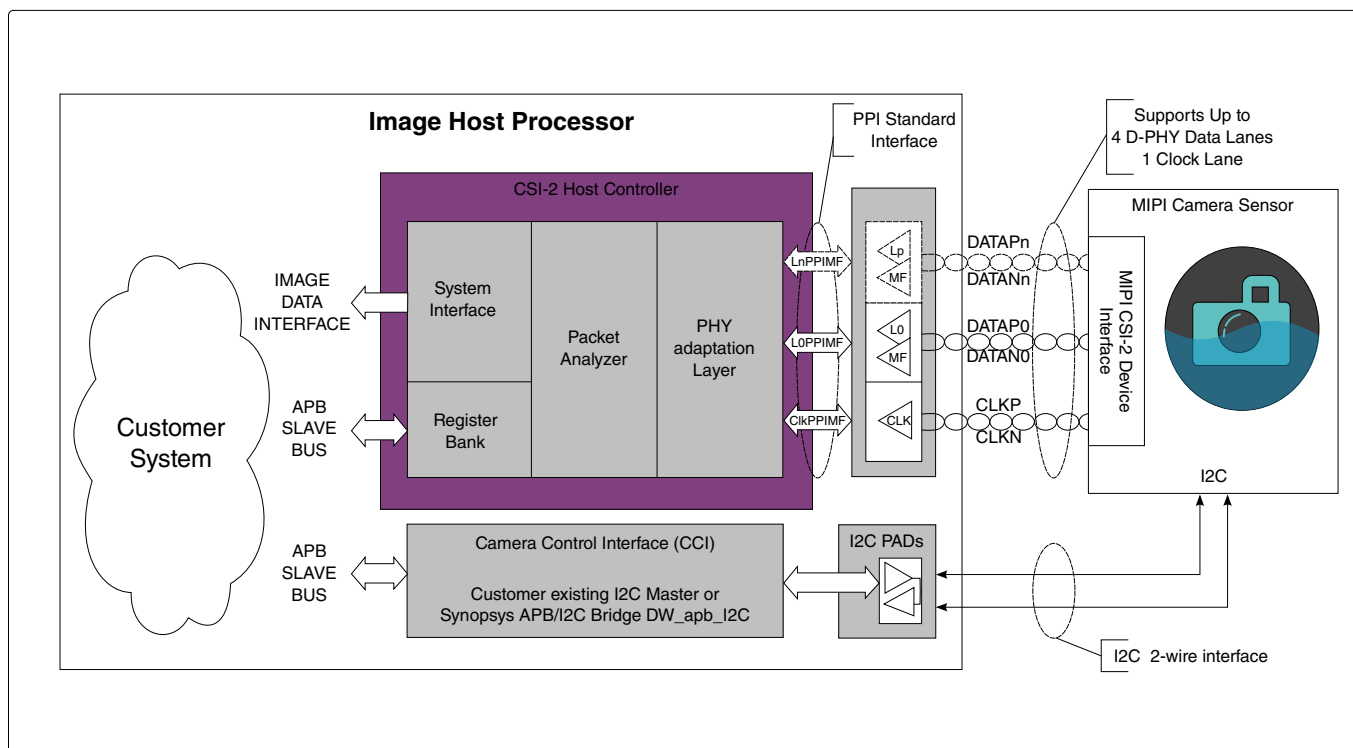 Image Host Processor
PPI Standard
Interface
Supports Up to
4 D-PHY Data Lanes
1 Clock Lane
CSI-2 Host Controller
MIPI Camera Sensor
IMAGE
DATA
INTERFACE
System
Interface
Packet
Analyzer
PHY
adaptation
Layer
LnPPIMF
L0PPIMF
ClkPPIMF
Lp
MF
L0
MF
CLK
DATAPn
DATANn
DATAP0
DATAN0
CLKP
CLKN
MIPI CSI-2 Device
Interface
I2C
Customer
System
APB
SLAVE
BUS
Register
Bank
APB
SLAVE
BUS
Camera Control Interface (CCI)
Customer existing I2C Master or
Synopsys APB/I2C Bridge DW_apb_I2C
I2C PADs
I2C 2-wire interface